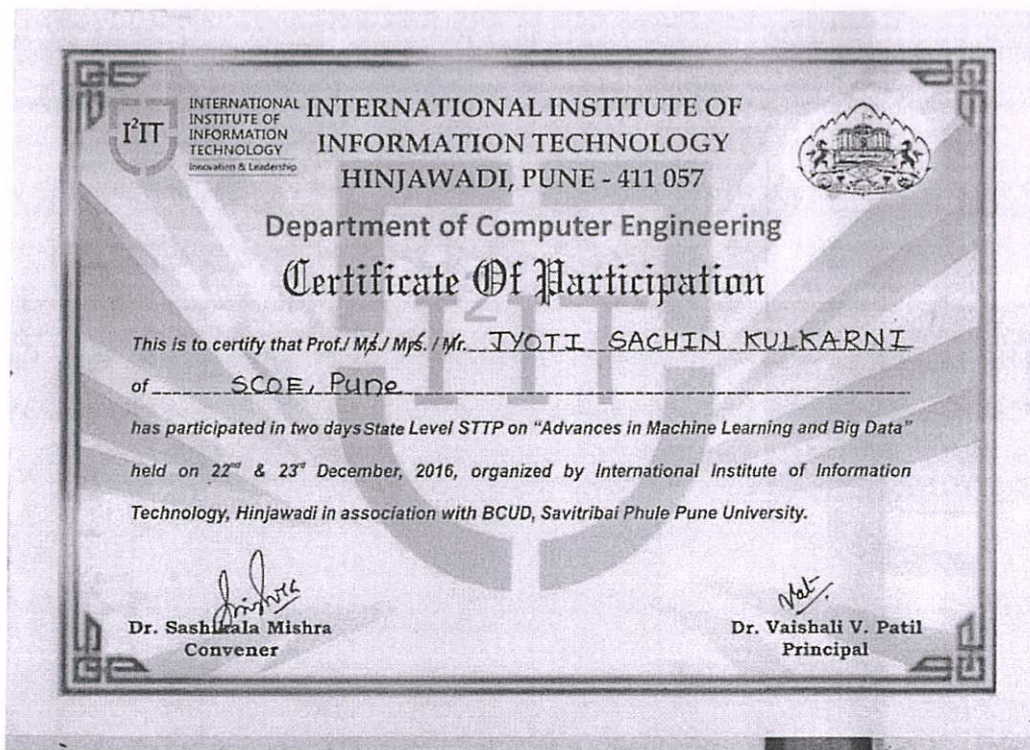 I²IT
INTERNATIONAL
INSTITUTE OF
INFORMATION
TECHNOLOGY
Innovation & Leadership
INTERNATIONAL INSTITUTE OF
INFORMATION TECHNOLOGY
HINJAWADI, PUNE - 411 057
Department of Computer Engineering
Certificate Of Participation
This is to certify that Prof./ Ms./ Mrs. / Mr. JYOTI SACHIN KULKARNI
of SCOE, Pune
has participated in two days State Level STTP on “Advances in Machine Learning and Big Data”
held on 22nd & 23rd December, 2016, organized by International Institute of Information
Technology, Hinjawadi in association with BCUD, Savitribai Phule Pune University.
Dr. Sashikala Mishra
Convener
Dr. Vaishali V. Patil
Principal
I²IT